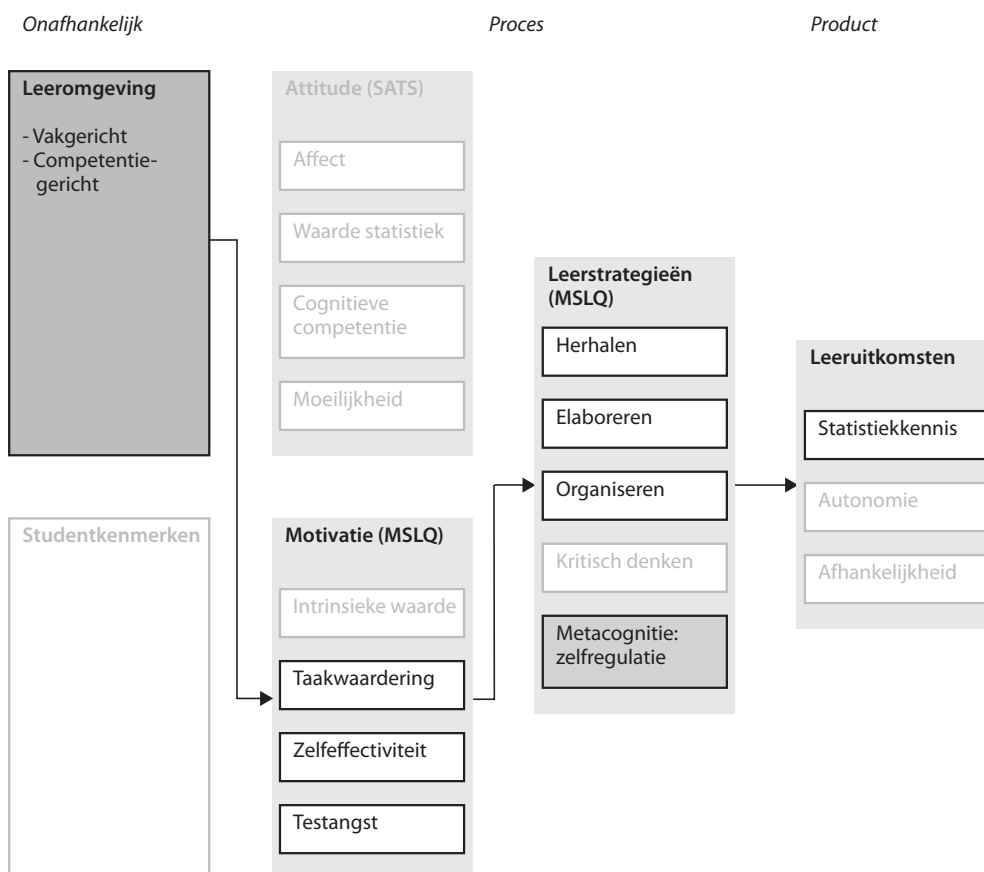 Onafhankelijk
Proces
Product
Leeromgeving
- Vakgericht
- Competentie-
gericht
Studentkenmerken
Attitude (SATS)
Affect
Waarde statistiek
Cognitieve
competentie
Moeilijkheid
Motivatie (MSLQ)
Intrinsieke waarde
Taakwaardering
Zelfeffectiviteit
Testangst
Leerstrategieën
(MSLQ)
Herhalen
Elaboreren
Organiseren
Kritisch denken
Metacognitie:
zelfregulatie
Leeruitkomsten
Statistiekkennis
Autonomie
Afhankelijkheid